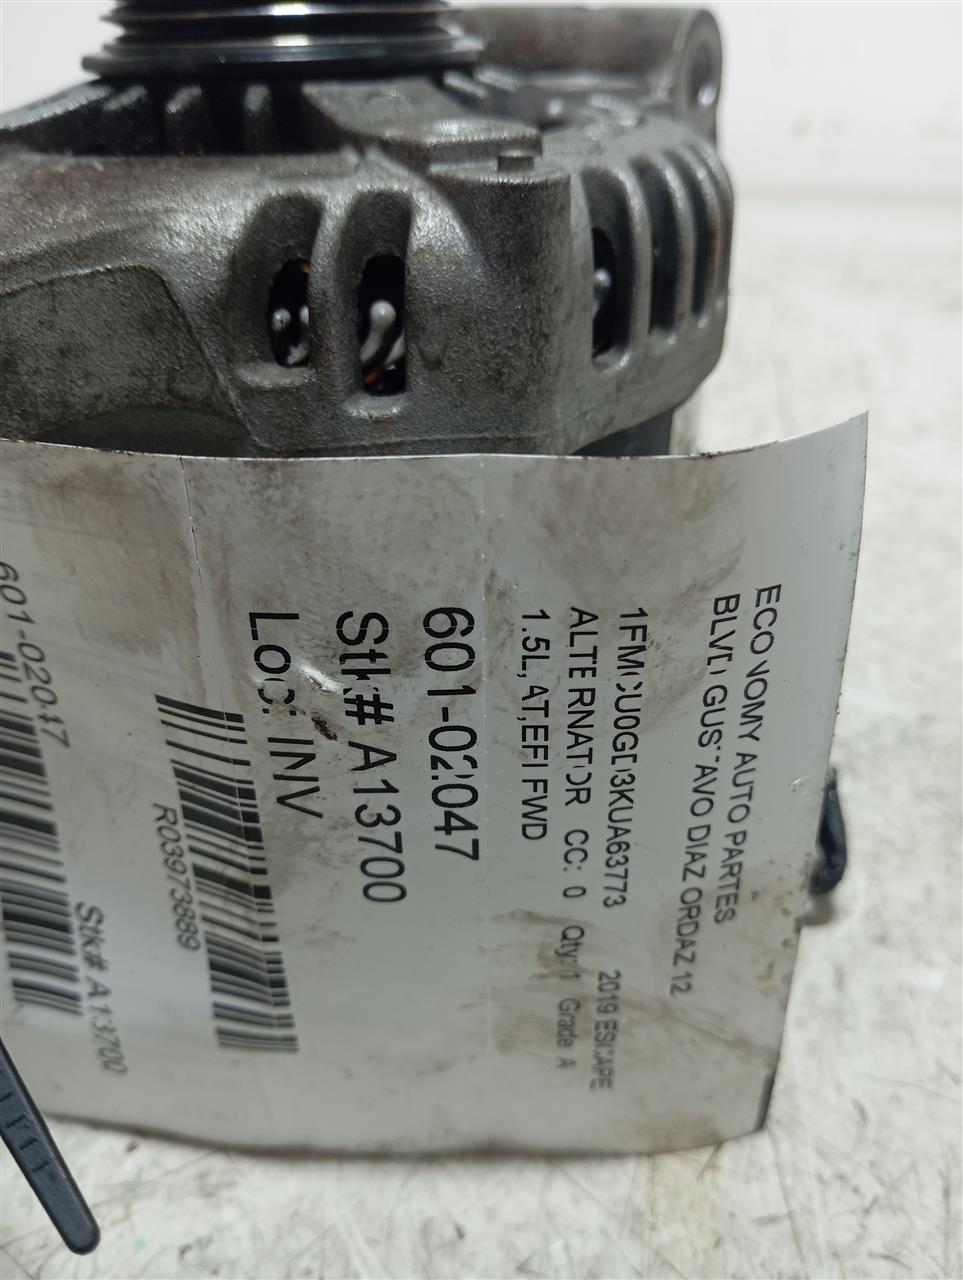 ECONOMY AUTO PARTES
BLVD GUSTAVO DIAZ ORDAZ 12
1FMCU0GD3KUA63773 2019 ESCAPE
ALTERNATOR CC: 0 Qty: 1 Grade A
1.5L, AT, EFI FWD
601-02047
Stk# A13700
Loc: INV
R03973889
601-02047
Stk# A13700